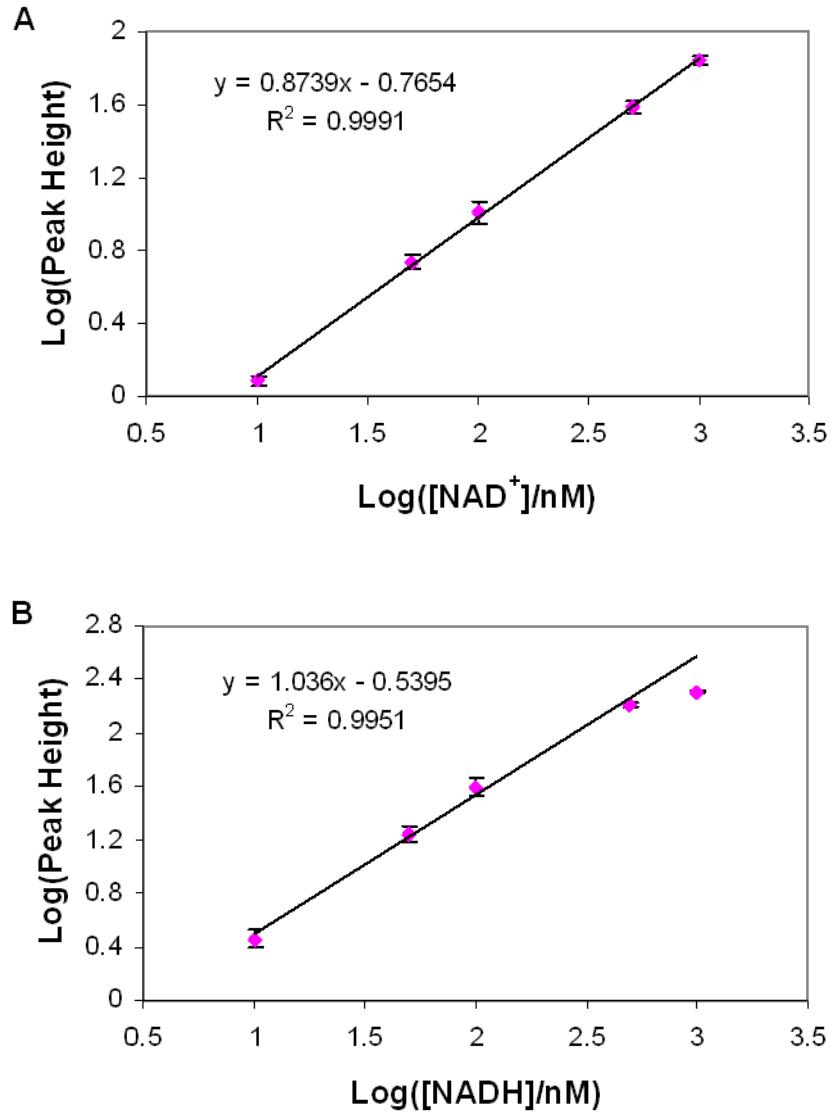 A
y = 0.8739x - 0.7654
R² = 0.9991
Log(Peak Height)
2
1.6
1.2
0.8
0.4
0
0.5 1 1.5 2 2.5 3 3.5
Log([NAD⁺]/nM)
B
y = 1.036x - 0.5395
R² = 0.9951
Log(Peak Height)
2.8
2.4
2
1.6
1.2
0.8
0.4
0
0.5 1 1.5 2 2.5 3 3.5
Log([NADH]/nM)